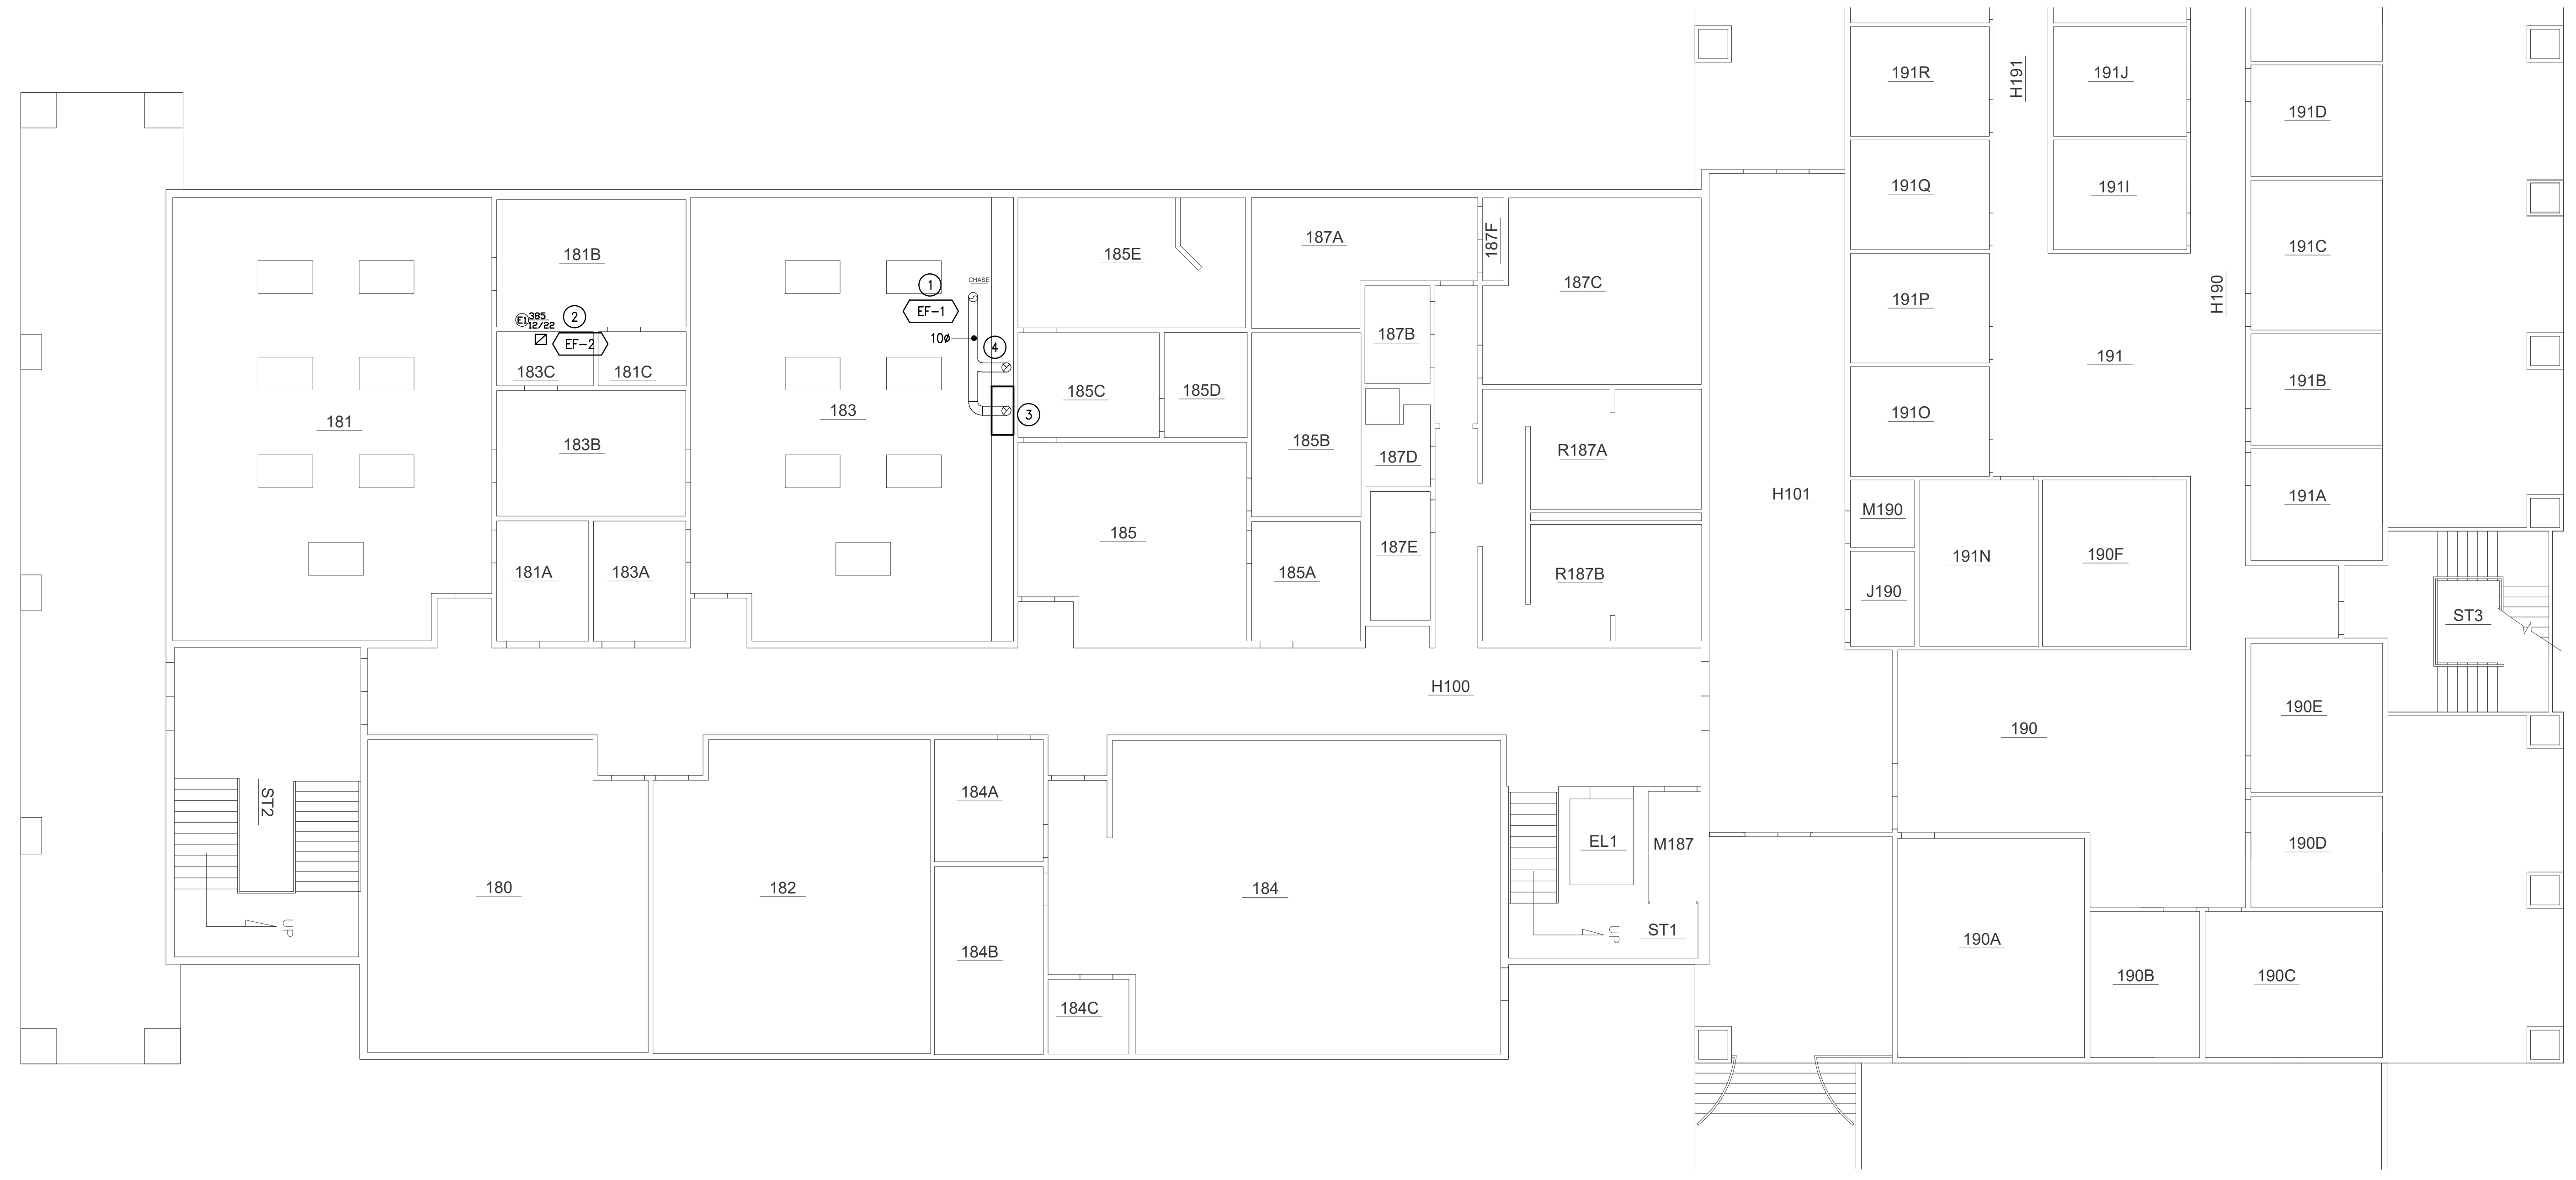 191R
H191
191J
191D
191Q
191I
191C
181B
185E
187A
187F
187C
191P
H190
CHASE
1
EF-1
E1
385
12/22
2
EF-2
10ø
4
187B
191
191B
183C
181C
185C
185D
3
181
183
183B
185B
187D
R187A
191O
H101
M190
191A
181A
183A
185
185A
187E
R187B
J190
191N
190F
ST3
H100
190
190E
ST2
184A
EL1
M187
190D
180
182
184
UP
UP
ST1
184B
184C
190A
190B
190C